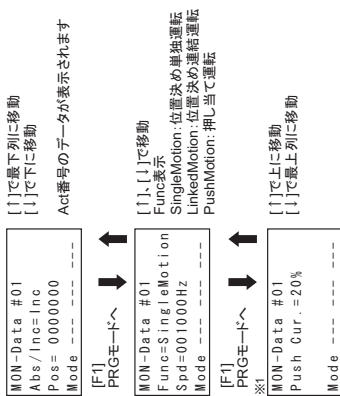 MON-Data #01
Abs/Inc=Inc
Pos= 0000000
Mode --- --- ---
[↑]で最下列に移動
[↓]で下に移動
Act番号のデータが表示されます
[F1]
PRGモードへ
MON-Data #01
Func=SingleMotion
Spd=001000Hz
Mode --- --- ---
[↑]、[↓]で移動
Func表示
SingleMotion:位置決め単独運転
LinkedMotion:位置決め連結運転
PushMotion:押し当て運転
[F1]
PRGモードへ
※1
MON-Data #01
Push Cur.=20%
Mode --- --- ---
[↑]で上に移動
[↓]で最上列に移動